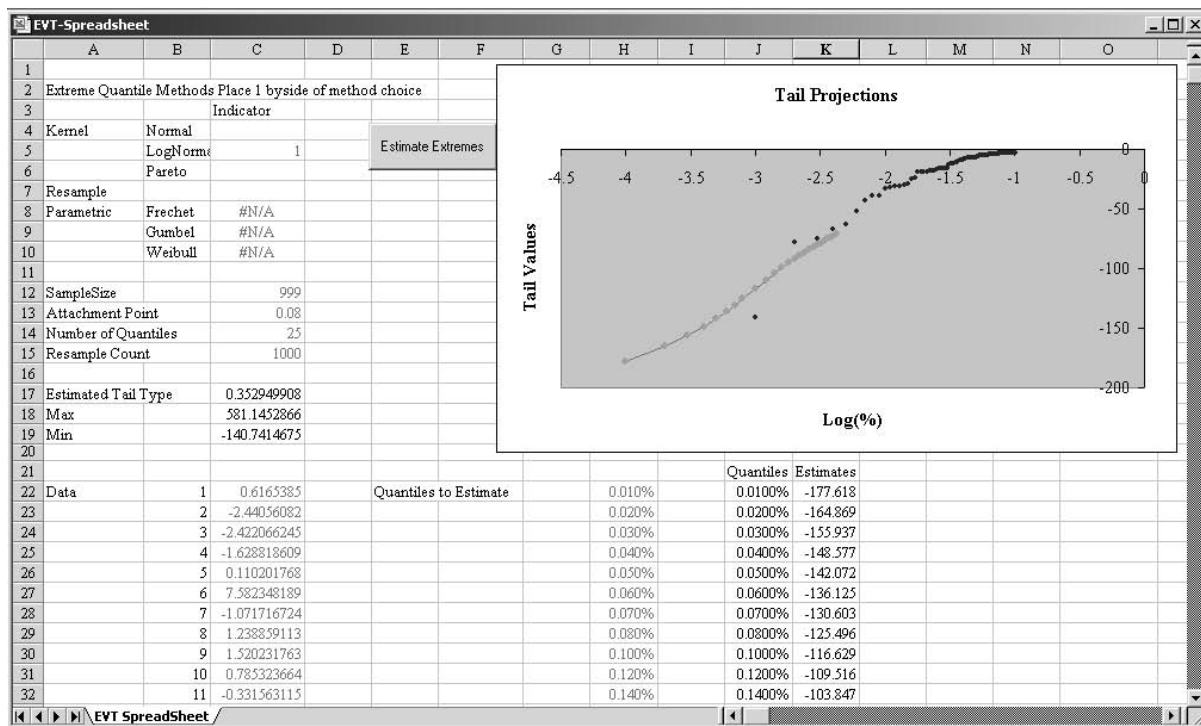 EVT-Spreadsheet
A B C D E F G H I J K L M N O
1
2 Extreme Quantile Methods Place 1 byside of method choice
3 Indicator
4 Kernel Normal
5 LogNorma 1
6 Pareto
7 Resample
8 Parametric Frechet #N/A
9 Gumbel #N/A
10 Weibull #N/A
11
12 SampleSize 999
13 Attachment Point 0.08
14 Number of Quantiles 25
15 Resample Count 1000
16
17 Estimated Tail Type 0.352949908
18 Max 581.1452866
19 Min -140.7414675
20
Estimate Extremes
Tail Projections
-4.5 -4 -3.5 -3 -2.5 -2 -1.5 -1 -0.5 0
0
-50
-100
-150
-200
Tail Values
Log(%)
21 Quantiles Estimates
22 Data 1 0.6165385 Quantiles to Estimate 0.010% 0.0100% -177.618
23 2 -2.44056082 0.020% 0.0200% -164.869
24 3 -2.422066245 0.030% 0.0300% -155.937
25 4 -1.628818609 0.040% 0.0400% -148.577
26 5 0.110201768 0.050% 0.0500% -142.072
27 6 7.582348189 0.060% 0.0600% -136.125
28 7 -1.071716724 0.070% 0.0700% -130.603
29 8 1.238859113 0.080% 0.0800% -125.496
30 9 1.520231763 0.100% 0.1000% -116.629
31 10 0.785323664 0.120% 0.1200% -109.516
32 11 -0.331563115 0.140% 0.1400% -103.847
EVT SpreadSheet